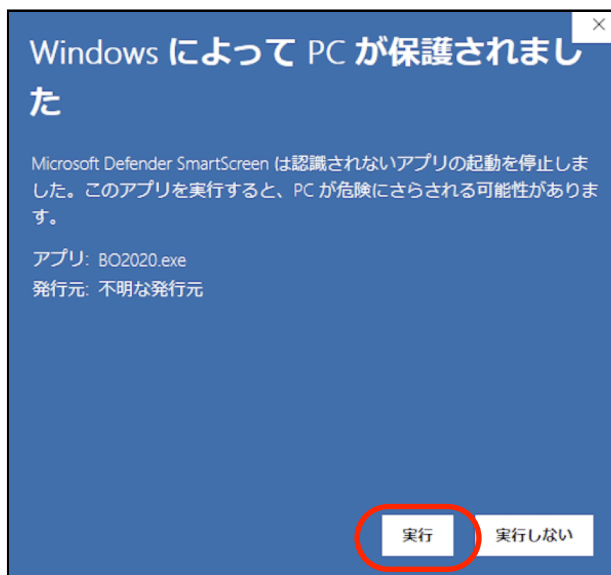 Windows によって PC が保護されまし
た
Microsoft Defender SmartScreen は認識されないアプリの起動を停止しま
した。このアプリを実行すると、PC が危険にさらされる可能性がありま
す。
アプリ: BO2020.exe
発行元: 不明な発行元
実行 実行しない